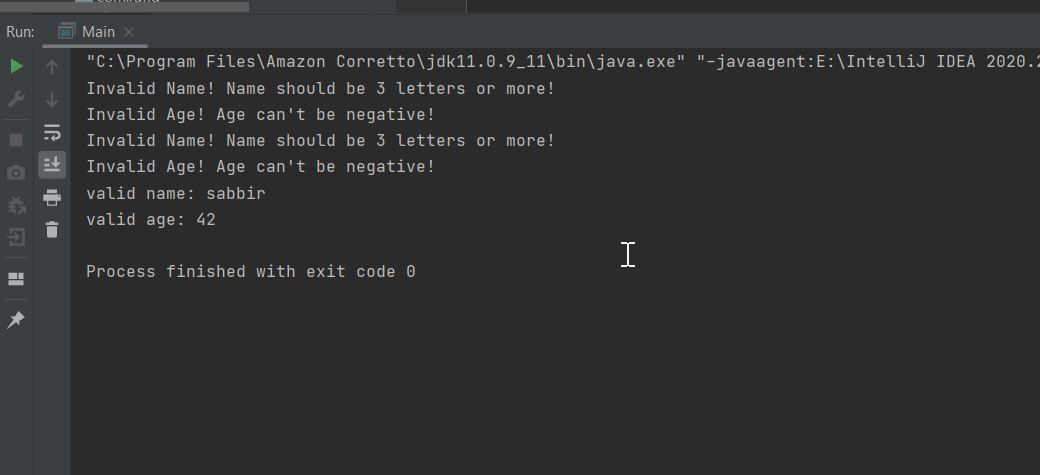 Run:
Main
"C:\Program Files\Amazon Corretto\jdk11.0.9_11\bin\java.exe" "-javaagent:E:\IntelliJ IDEA 2020.2
Invalid Name! Name should be 3 letters or more!
Invalid Age! Age can't be negative!
Invalid Name! Name should be 3 letters or more!
Invalid Age! Age can't be negative!
valid name: sabbir
valid age: 42
Process finished with exit code 0